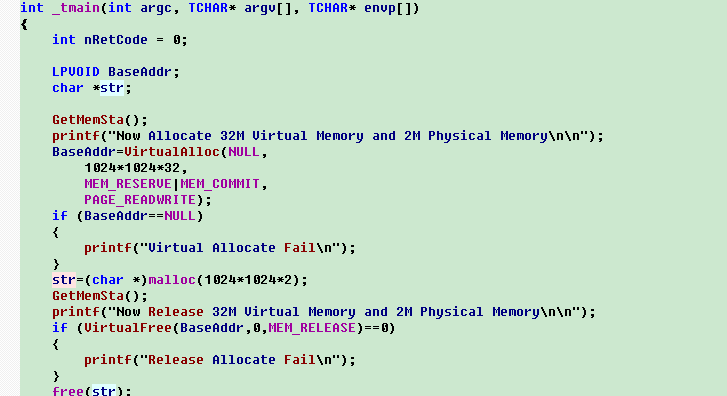 int _tmain(int argc, TCHAR* argv[], TCHAR* envp[])
{
int nRetCode = 0;
LPVOID BaseAddr;
char *str;
GetMemSta();
printf("Now Allocate 32M Virtual Memory and 2M Physical Memory\n\n");
BaseAddr=VirtualAlloc(NULL,
1024*1024*32,
MEM_RESERVE|MEM_COMMIT,
PAGE_READWRITE);
if (BaseAddr==NULL)
{
printf("Virtual Allocate Fail\n");
}
str=(char *)malloc(1024*1024*2);
GetMemSta();
printf("Now Release 32M Virtual Memory and 2M Physical Memory\n\n");
if (VirtualFree(BaseAddr,0,MEM_RELEASE)==0)
{
printf("Release Allocate Fail\n");
}
free(str);